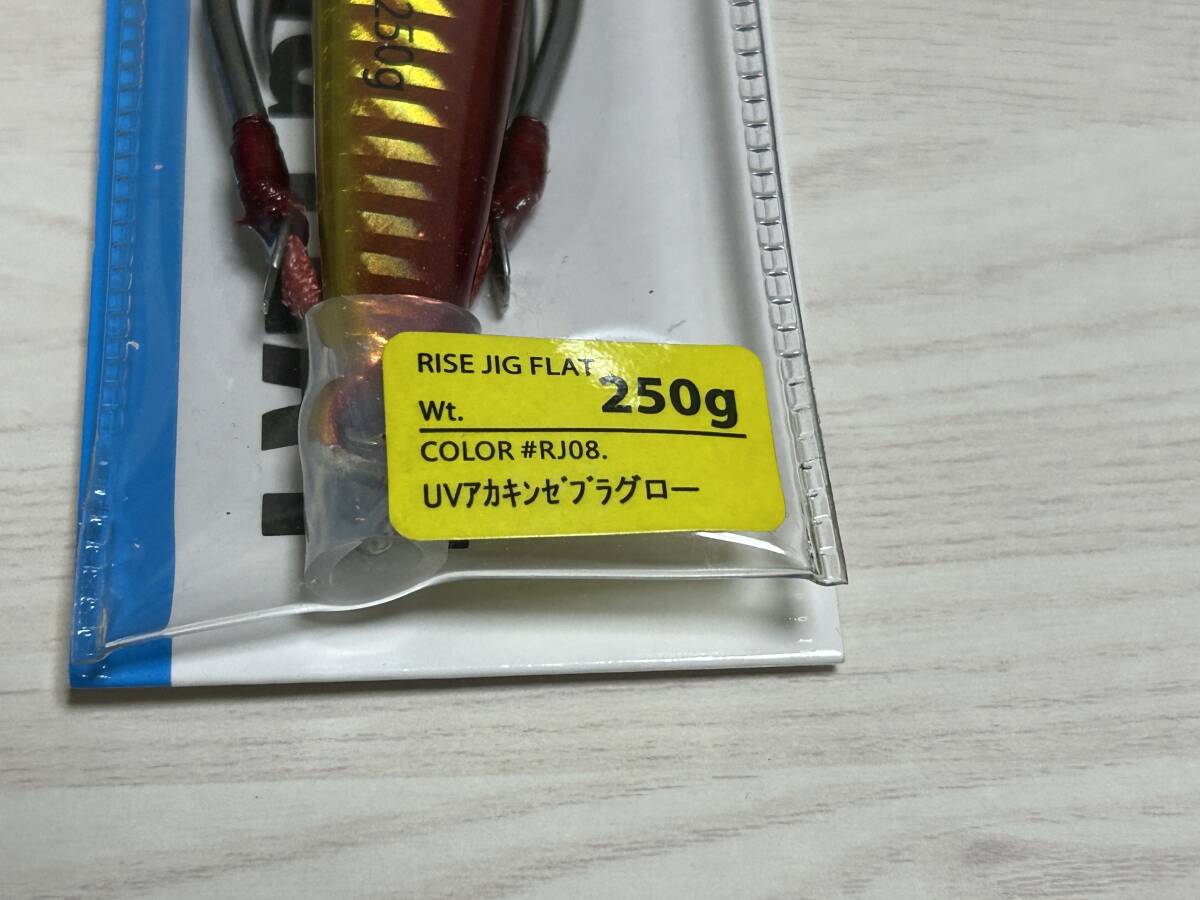 250g
RISE JIG FLAT
Wt. 250g
COLOR #RJ08.
UVアカキンゼブラグロー